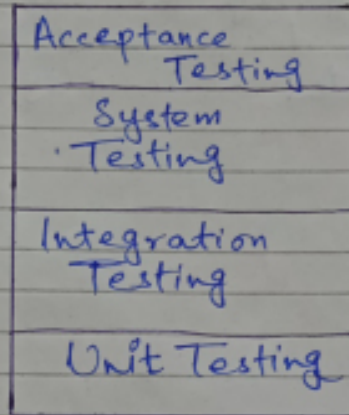 Acceptance
Testing
System
Testing
Integration
Testing
Unit Testing